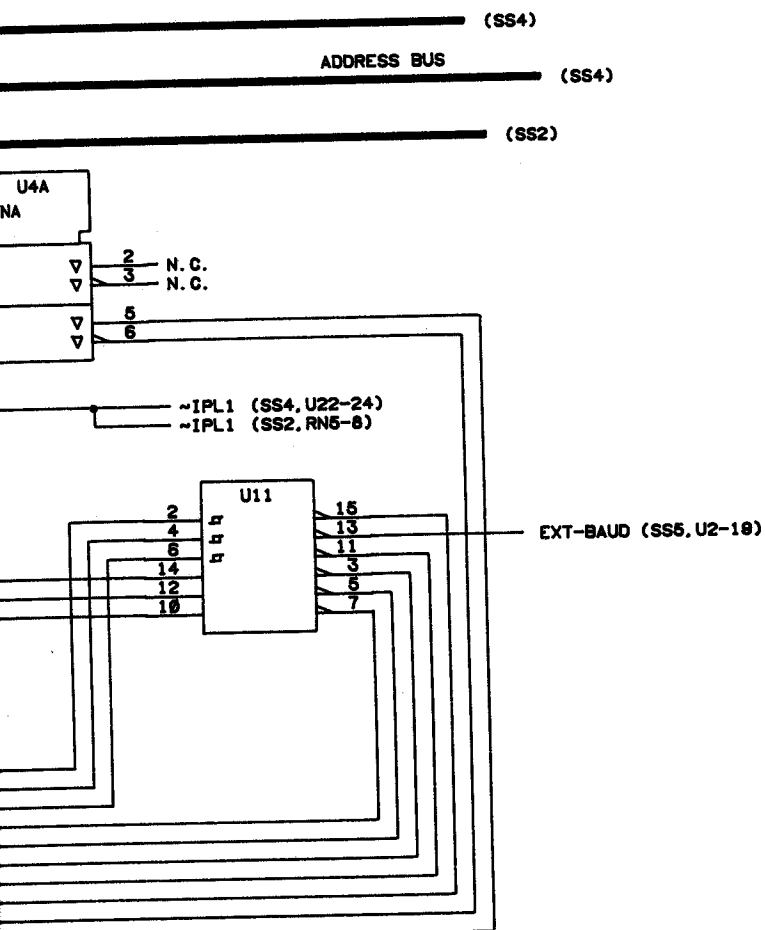 (SS4)
ADDRESS BUS
(SS4)
(SS2)
U4A
NA
2
N.C.
3
N.C.
5
6
~IPL1 (SS4,U22-24)
~IPL1 (SS2,RN5-8)
U11
2
15
4
13
EXT-BAUD (SS5,U2-18)
6
11
14
3
12
5
10
7